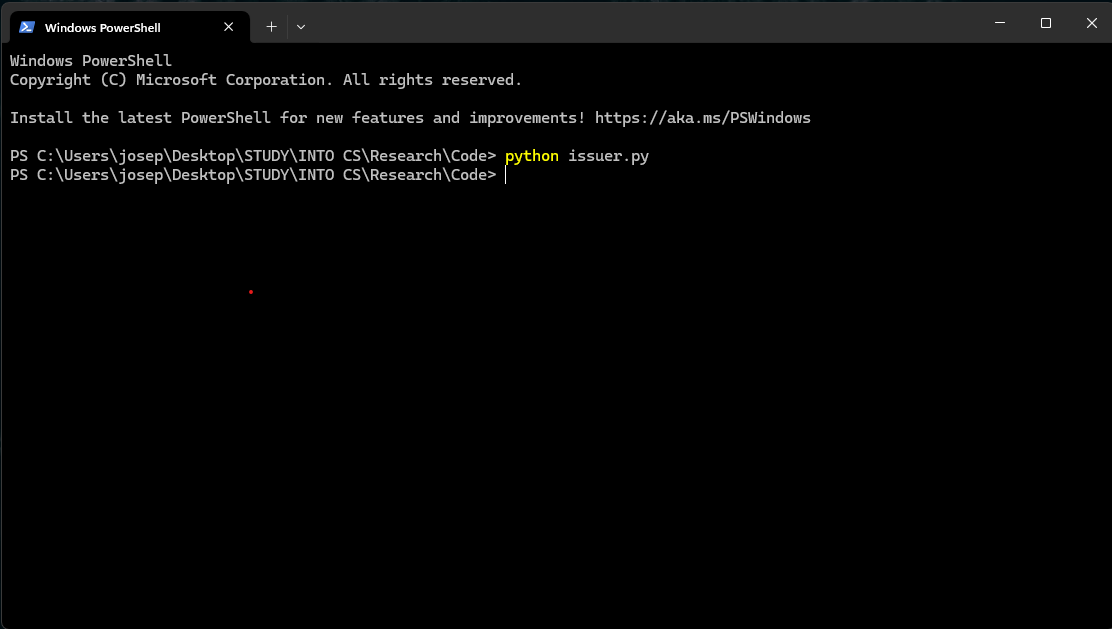 Windows PowerShell
Windows PowerShell
Copyright (C) Microsoft Corporation. All rights reserved.
Install the latest PowerShell for new features and improvements! https://aka.ms/PSWindows
PS C:\Users\josep\Desktop\STUDY\INTO CS\Research\Code> python issuer.py
PS C:\Users\josep\Desktop\STUDY\INTO CS\Research\Code>